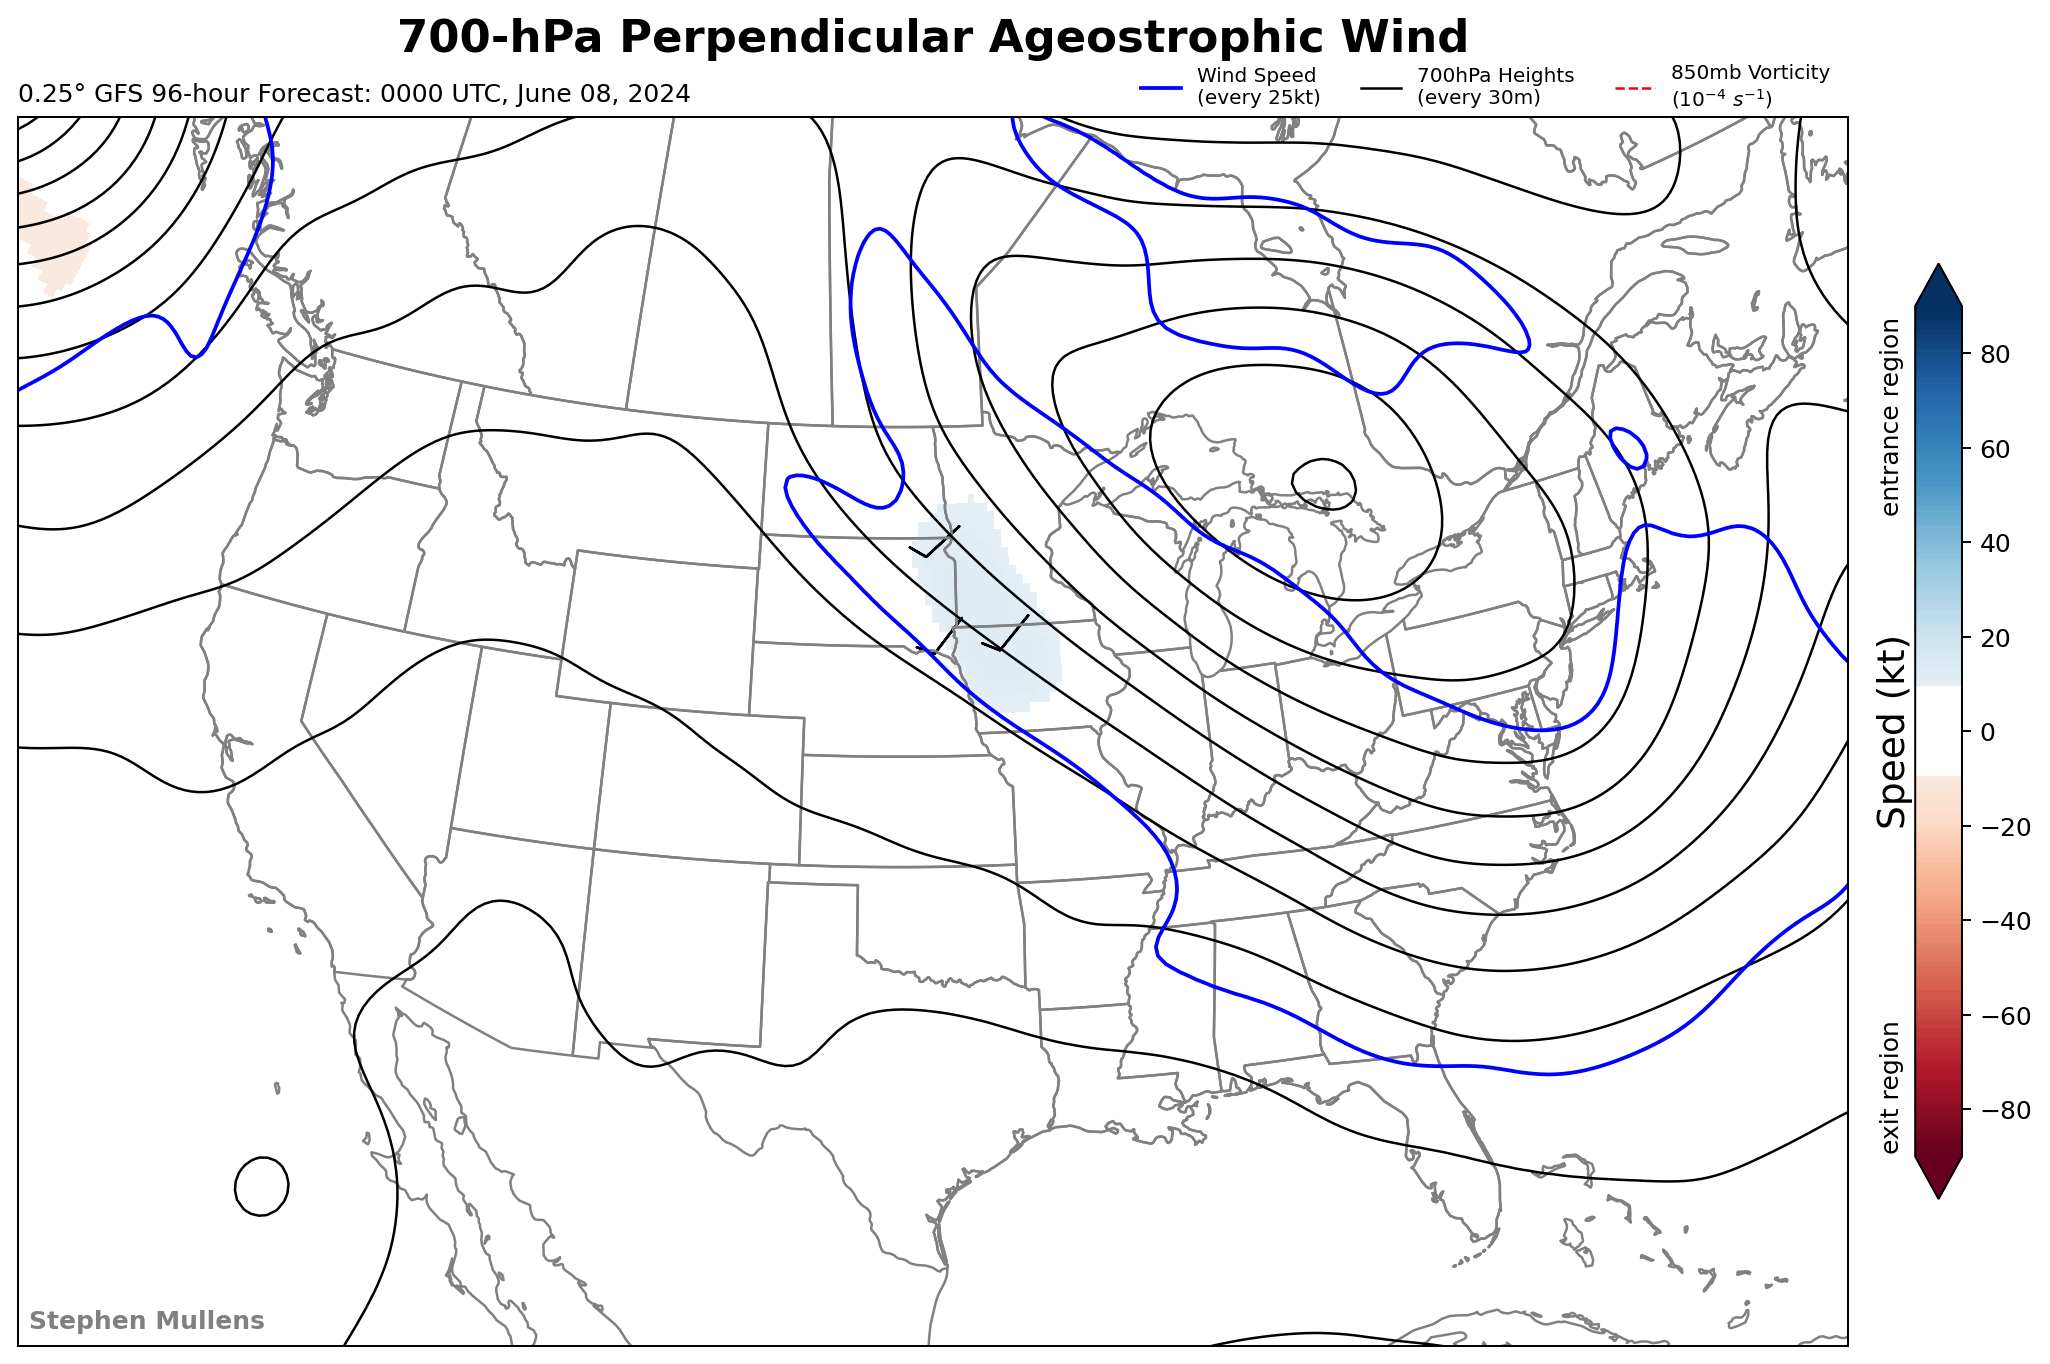 700-hPa Perpendicular Ageostrophic Wind
0.25° GFS 96-hour Forecast: 0000 UTC, June 08, 2024
Wind Speed
(every 25kt)
700hPa Heights
(every 30m)
850mb Vorticity
(10⁻⁴ s⁻¹)
entrance region
Speed (kt)
exit region
80
60
40
20
0
−20
−40
−60
−80
Stephen Mullens